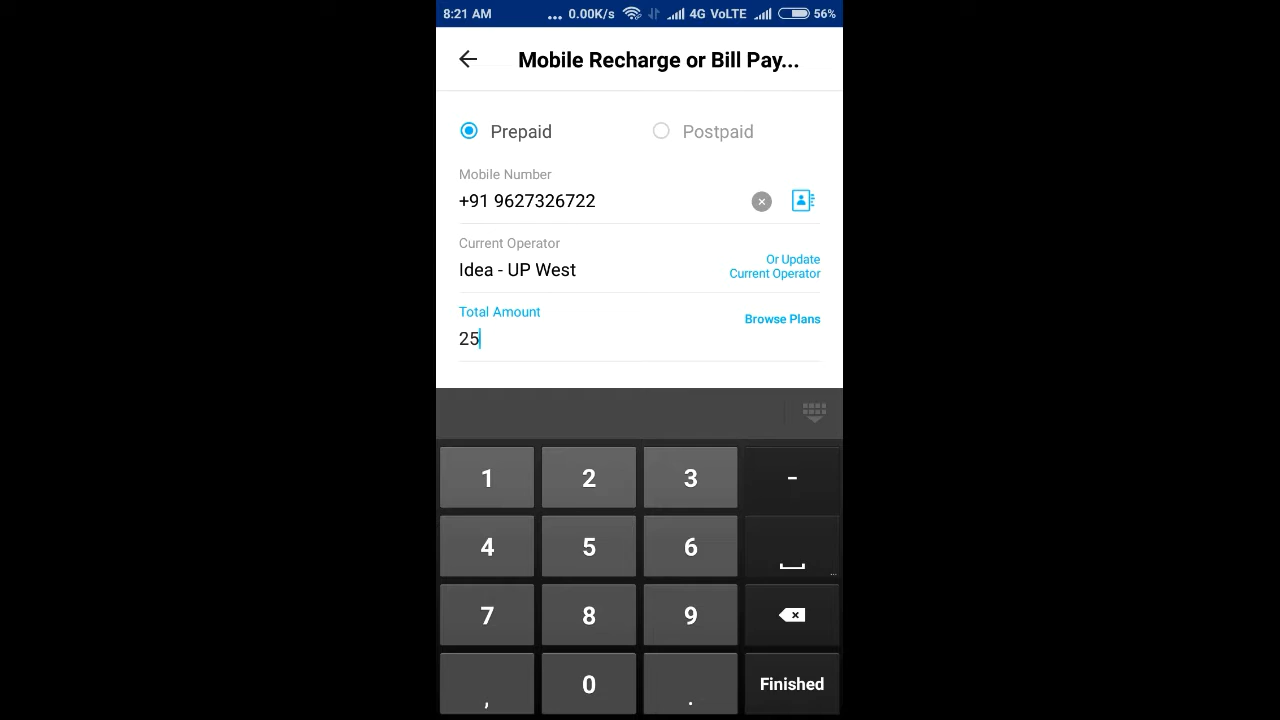 8:21 AM ... 0.00K/s 4G VoLTE 56%
Mobile Recharge or Bill Pay...
Prepaid Postpaid
Mobile Number
+91 9627326722
Current Operator
Idea - UP West
Or Update
Current Operator
Total Amount
Browse Plans
25
1 2 3 -
4 5 6
...
7 8 9
, 0 . Finished